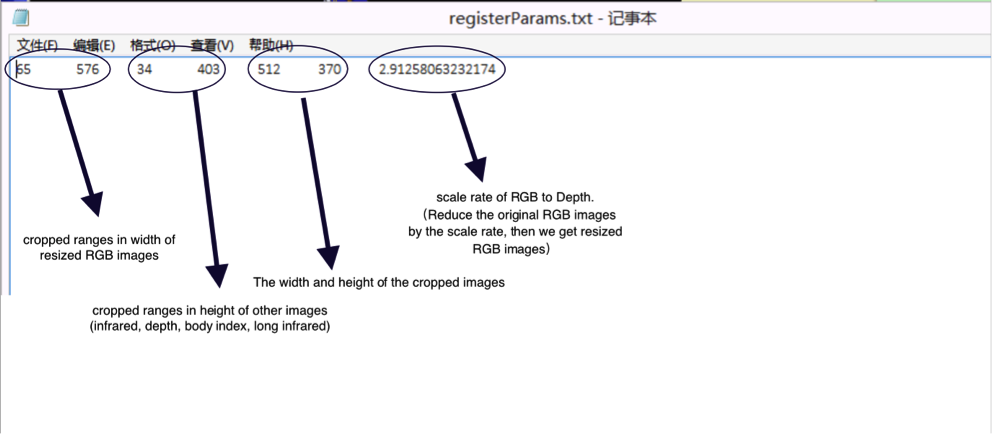 registerParams.txt - 记事本
文件(F) 编辑(E) 格式(O) 查看(V) 帮助(H)
65 576 34 403 512 370 2.91258063232174
scale rate of RGB to Depth.
(Reduce the original RGB images
by the scale rate, then we get resized
RGB images)
cropped ranges in width of
resized RGB images
The width and height of the cropped images
cropped ranges in height of other images
(infrared, depth, body index, long infrared)